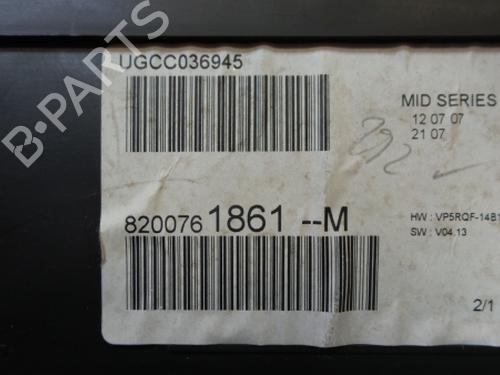 B-PARTS
UGCC036945
MID SERIES
12 07 07
21 07
8200761861 --M
HW : VP5RQF-14B1
SW : V04.13
2/1